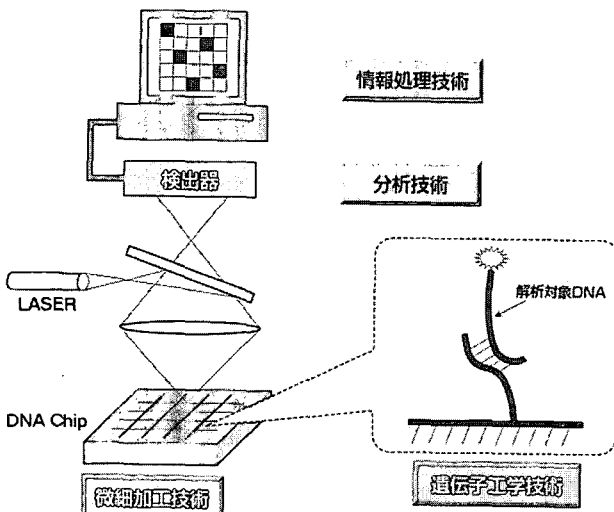 情報処理技術
検出器
分析技術
LASER
解析対象DNA
DNA Chip
微細加工技術
遺伝子工学技術